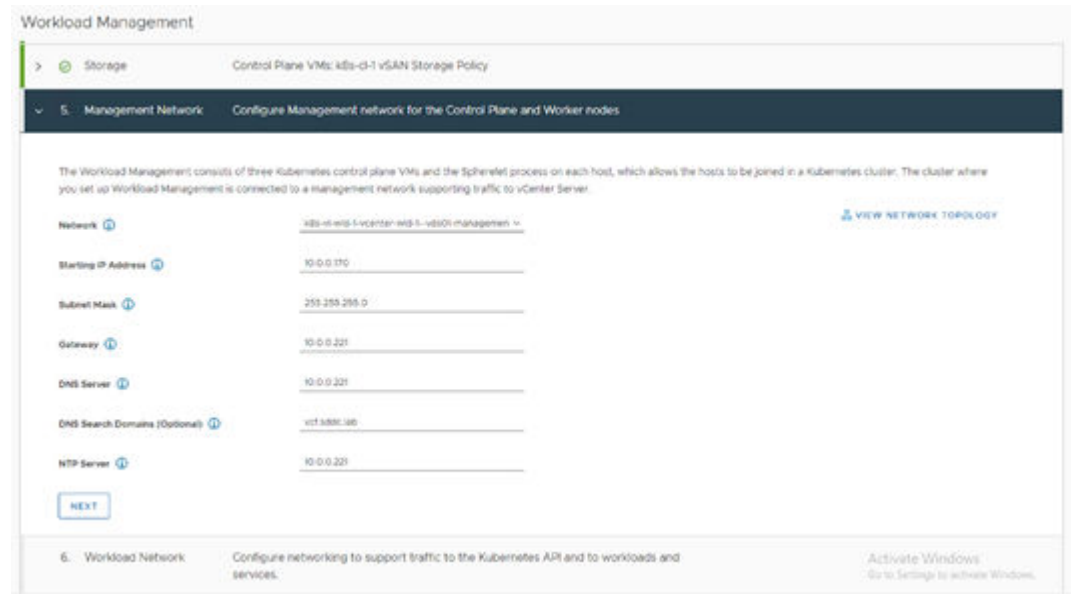 Workload Management
Storage Control Plane VMs: k8s-cl-1 vSAN Storage Policy
5. Management Network Configure Management network for the Control Plane and Worker nodes
The Workload Management consists of three Kubernetes control plane VMs and the Spherelet process on each host, which allows the hosts to be joined in a Kubernetes cluster. The cluster where
you set up Workload Management is connected to a management network supporting traffic to vCenter Server.
VIEW NETWORK TOPOLOGY
Network
Starting IP Address 10.0.0.170
Subnet Mask 255.255.255.0
Gateway 10.0.0.221
DNS Server 10.0.0.221
DNS Search Domains (Optional) vcf.sddc.lab
NTP Server 10.0.0.221
NEXT
6. Workload Network Configure networking to support traffic to the Kubernetes API and to workloads and
services.
Activate Windows
Go to Settings to activate Windows.